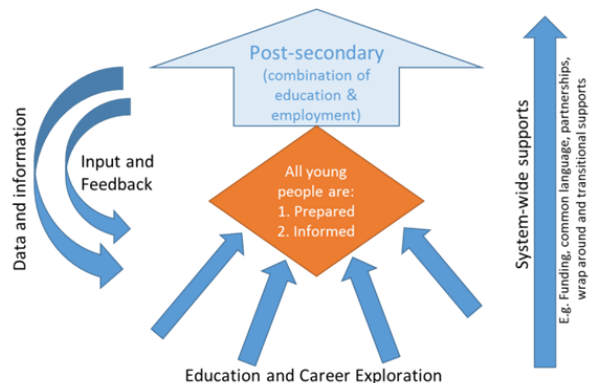 Post-secondary
(combination of
education &
employment)
Data and information
Input and
Feedback
All young
people are:
1. Prepared
2. Informed
System-wide supports
E.g. Funding, common language, partnerships,
wrap around and transitional supports
Education and Career Exploration